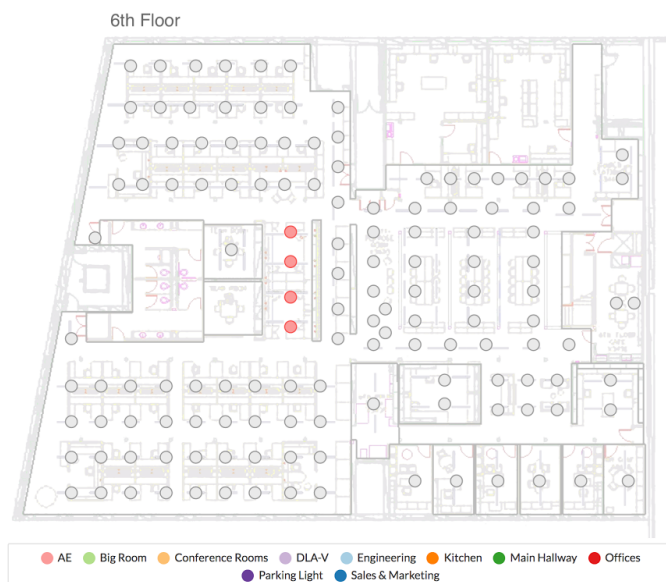 6th Floor
AE Big Room Conference Rooms DLA-V Engineering Kitchen Main Hallway Offices
Parking Light Sales & Marketing